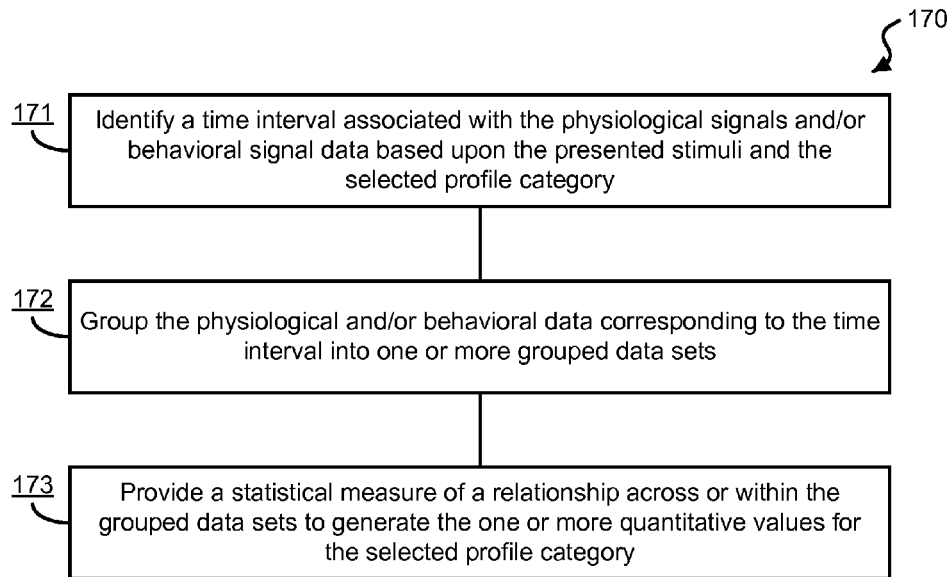 170
171
Identify a time interval associated with the physiological signals and/or
behavioral signal data based upon the presented stimuli and the
selected profile category
172
Group the physiological and/or behavioral data corresponding to the time
interval into one or more grouped data sets
173
Provide a statistical measure of a relationship across or within the
grouped data sets to generate the one or more quantitative values for
the selected profile category